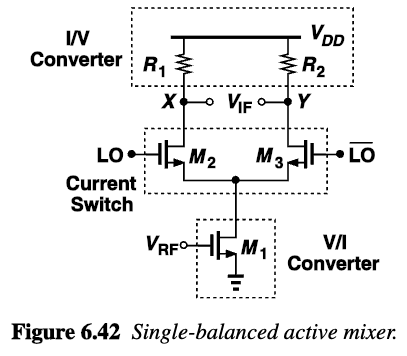 V_DD
I/V
Converter
R_1
R_2
X
V_IF
Y
LO
M_2
M_3
L̅O̅
Current
Switch
V_RF
M_1
V/I
Converter
Figure 6.42 Single-balanced active mixer.